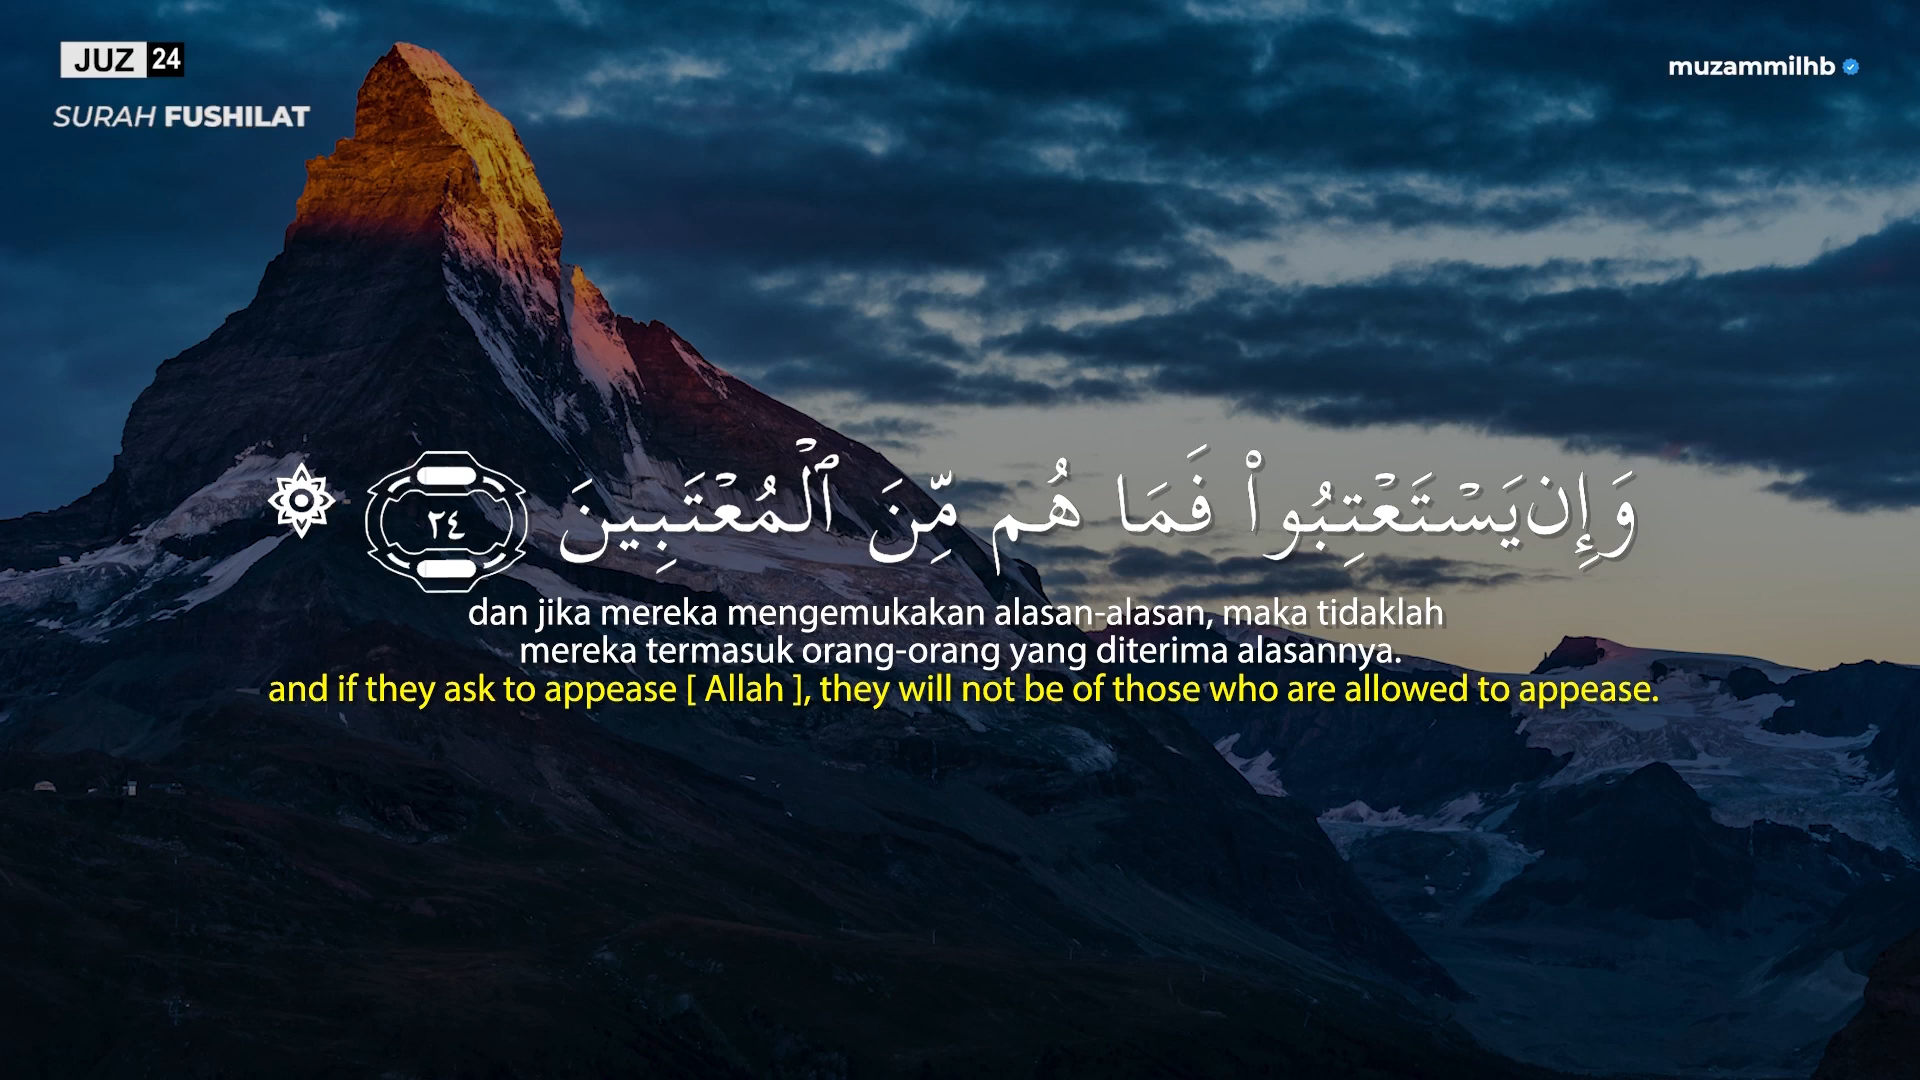 JUZ 24
muzammilhb
SURAH FUSHILAT
وَإِن يَسْتَعْتِبُوا۟ فَمَا هُم مِّنَ ٱلْمُعْتَبِينَ ٢٤ ۞
dan jika mereka mengemukakan alasan-alasan, maka tidaklah
mereka termasuk orang-orang yang diterima alasannya.
and if they ask to appease [ Allah ], they will not be of those who are allowed to appease.